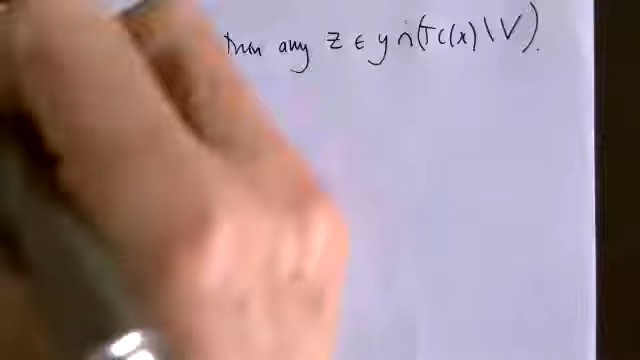 then any z ∈ y ∩ (TC(x) \ V).